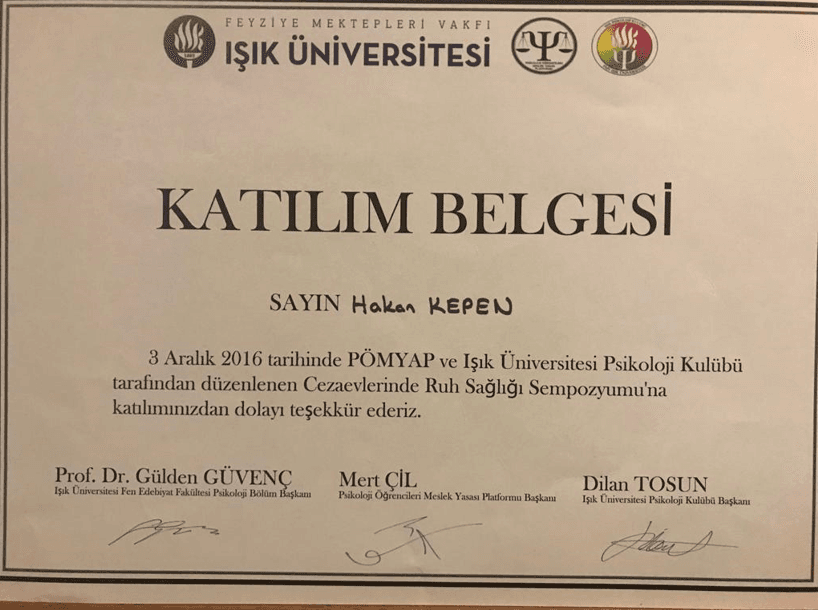 FEYZİYE MEKTEPLERİ VAKFI
IŞIK ÜNİVERSİTESİ
KATILIM BELGESİ
SAYIN Hakan KEPEN
3 Aralık 2016 tarihinde PÖMYAP ve Işık Üniversitesi Psikoloji Kulübü
tarafından düzenlenen Cezaevlerinde Ruh Sağlığı Sempozyumu'na
katılımınızdan dolayı teşekkür ederiz.
Prof. Dr. Gülden GÜVENÇ
Işık Üniversitesi Fen Edebiyat Fakültesi Psikoloji Bölüm Başkanı
Mert ÇİL
Psikoloji Öğrencileri Meslek Yasası Platformu Başkanı
Dilan TOSUN
Işık Üniversitesi Psikoloji Kulübü Başkanı